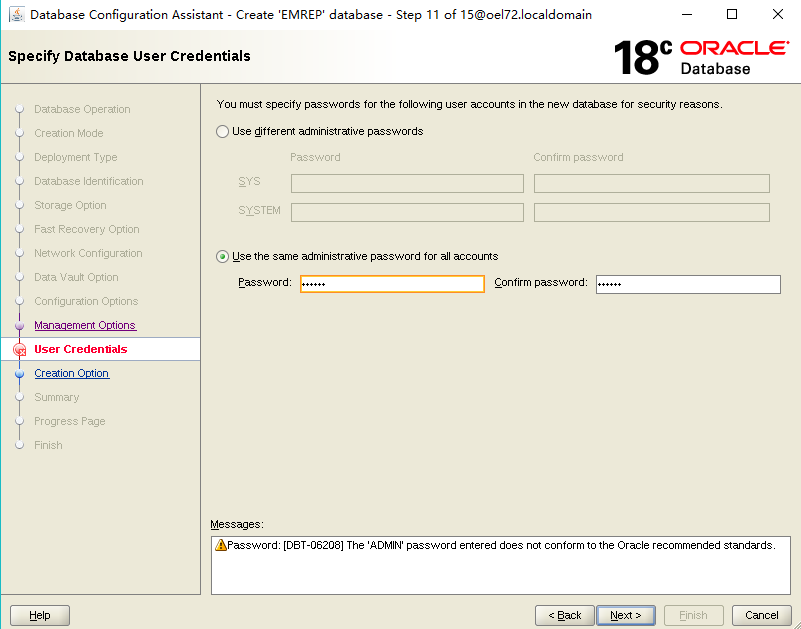 Database Configuration Assistant - Create 'EMREP' database - Step 11 of 15@oel72.localdomain
Specify Database User Credentials
18c ORACLE
Database
Database Operation
Creation Mode
Deployment Type
Database Identification
Storage Option
Fast Recovery Option
Network Configuration
Data Vault Option
Configuration Options
Management Options
User Credentials
Creation Option
Summary
Progress Page
Finish
You must specify passwords for the following user accounts in the new database for security reasons.
Use different administrative passwords
Password Confirm password
SYS
SYSTEM
Use the same administrative password for all accounts
Password: •••••• Confirm password: ••••••
Messages:
Password: [DBT-06208] The 'ADMIN' password entered does not conform to the Oracle recommended standards.
Help < Back Next > Finish Cancel